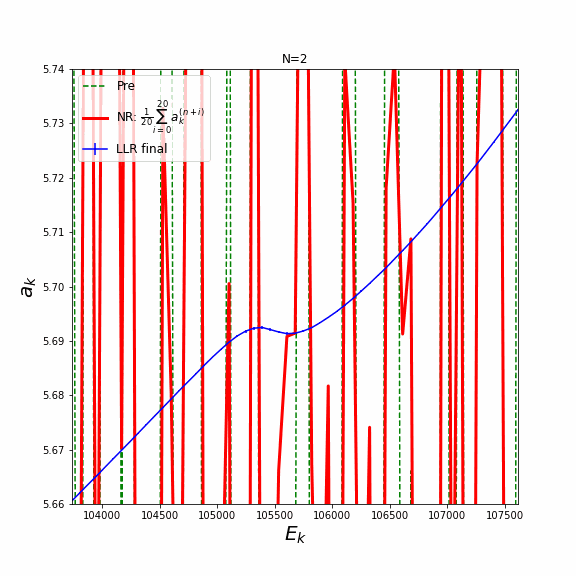 N=2
5.74
5.73
5.72
5.71
5.70
5.69
5.68
5.67
5.66
a_k
Pre
NR: \frac{1}{20}\sum_{i=0}^{20} a_k^{(n+i)}
LLR final
104000 104500 105000 105500 106000 106500 107000 107500
E_k